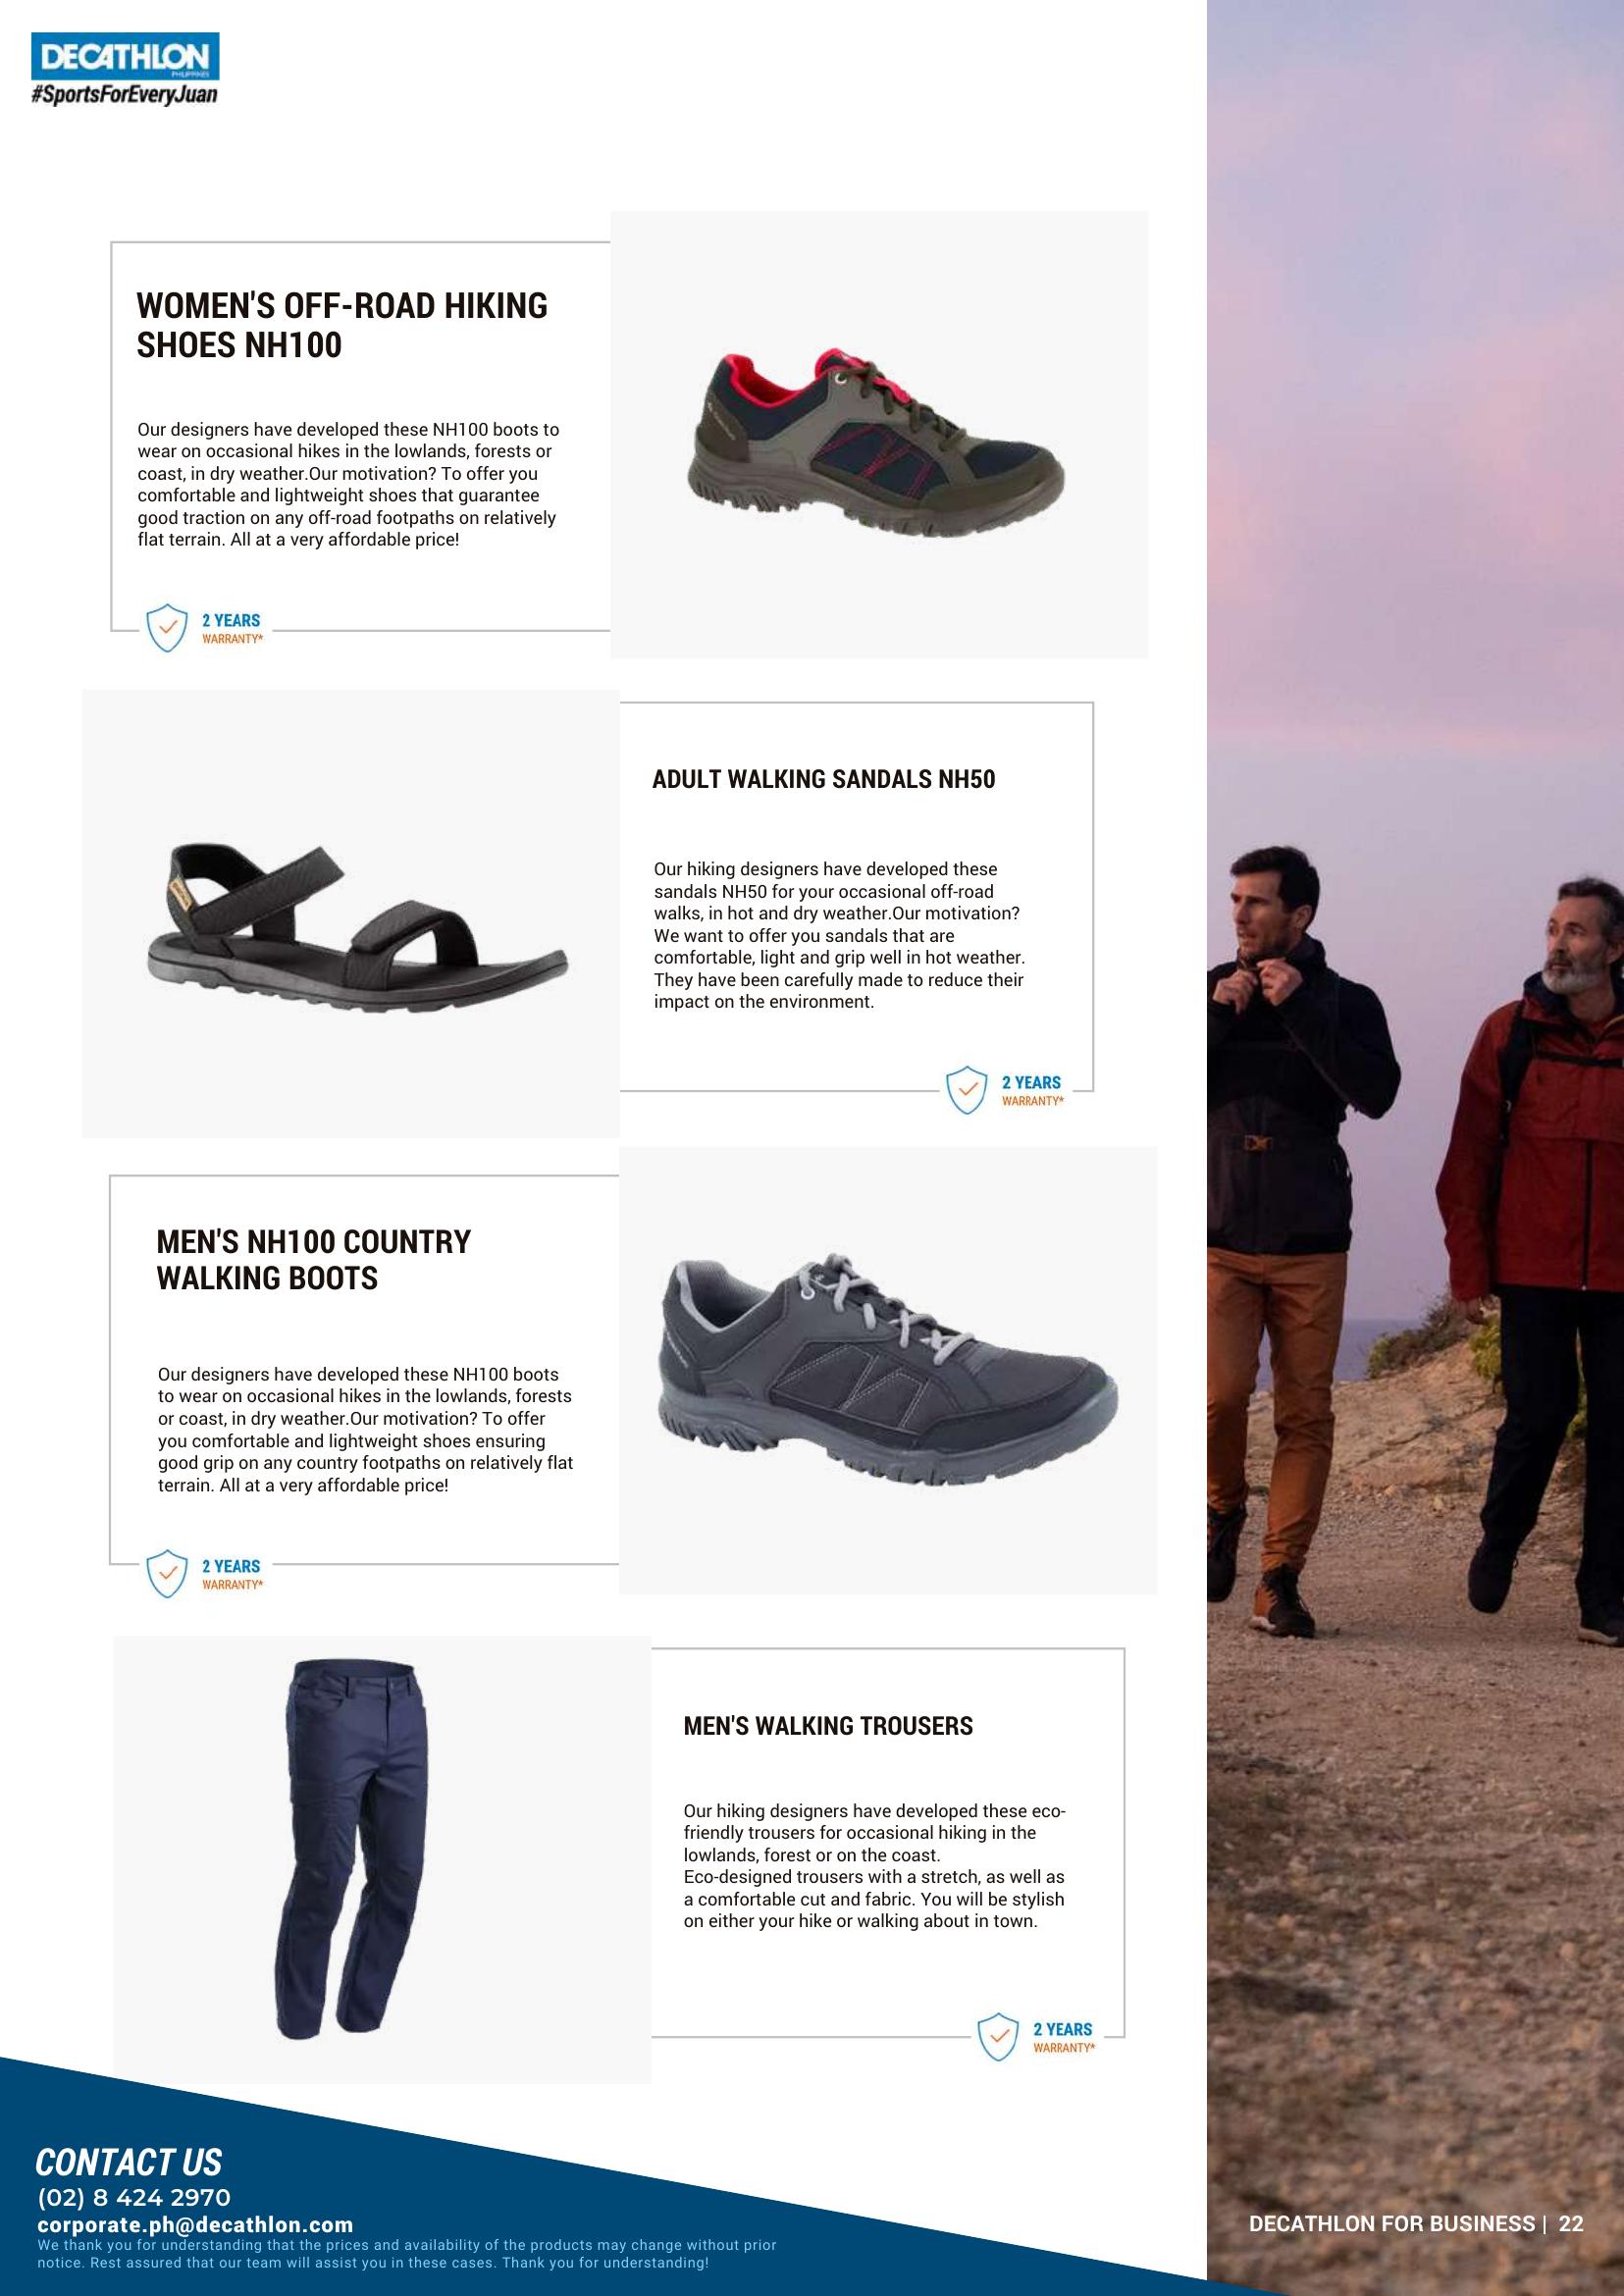 DECATHLON
PHILIPPINES
#SportsForEveryJuan
WOMEN'S OFF-ROAD HIKING
SHOES NH100
Our designers have developed these NH100 boots to
wear on occasional hikes in the lowlands, forests or
coast, in dry weather.Our motivation? To offer you
comfortable and lightweight shoes that guarantee
good traction on any off-road footpaths on relatively
flat terrain. All at a very affordable price!
2 YEARS
WARRANTY*
ADULT WALKING SANDALS NH50
Our hiking designers have developed these
sandals NH50 for your occasional off-road
walks, in hot and dry weather.Our motivation?
We want to offer you sandals that are
comfortable, light and grip well in hot weather.
They have been carefully made to reduce their
impact on the environment.
2 YEARS
WARRANTY*
MEN'S NH100 COUNTRY
WALKING BOOTS
Our designers have developed these NH100 boots
to wear on occasional hikes in the lowlands, forests
or coast, in dry weather.Our motivation? To offer
you comfortable and lightweight shoes ensuring
good grip on any country footpaths on relatively flat
terrain. All at a very affordable price!
2 YEARS
WARRANTY*
MEN'S WALKING TROUSERS
Our hiking designers have developed these eco-
friendly trousers for occasional hiking in the
lowlands, forest or on the coast.
Eco-designed trousers with a stretch, as well as
a comfortable cut and fabric. You will be stylish
on either your hike or walking about in town.
2 YEARS
WARRANTY*
CONTACT US
(02) 8 424 2970
corporate.ph@decathlon.com
We thank you for understanding that the prices and availability of the products may change without prior
notice. Rest assured that our team will assist you in these cases. Thank you for understanding!
DECATHLON FOR BUSINESS | 22